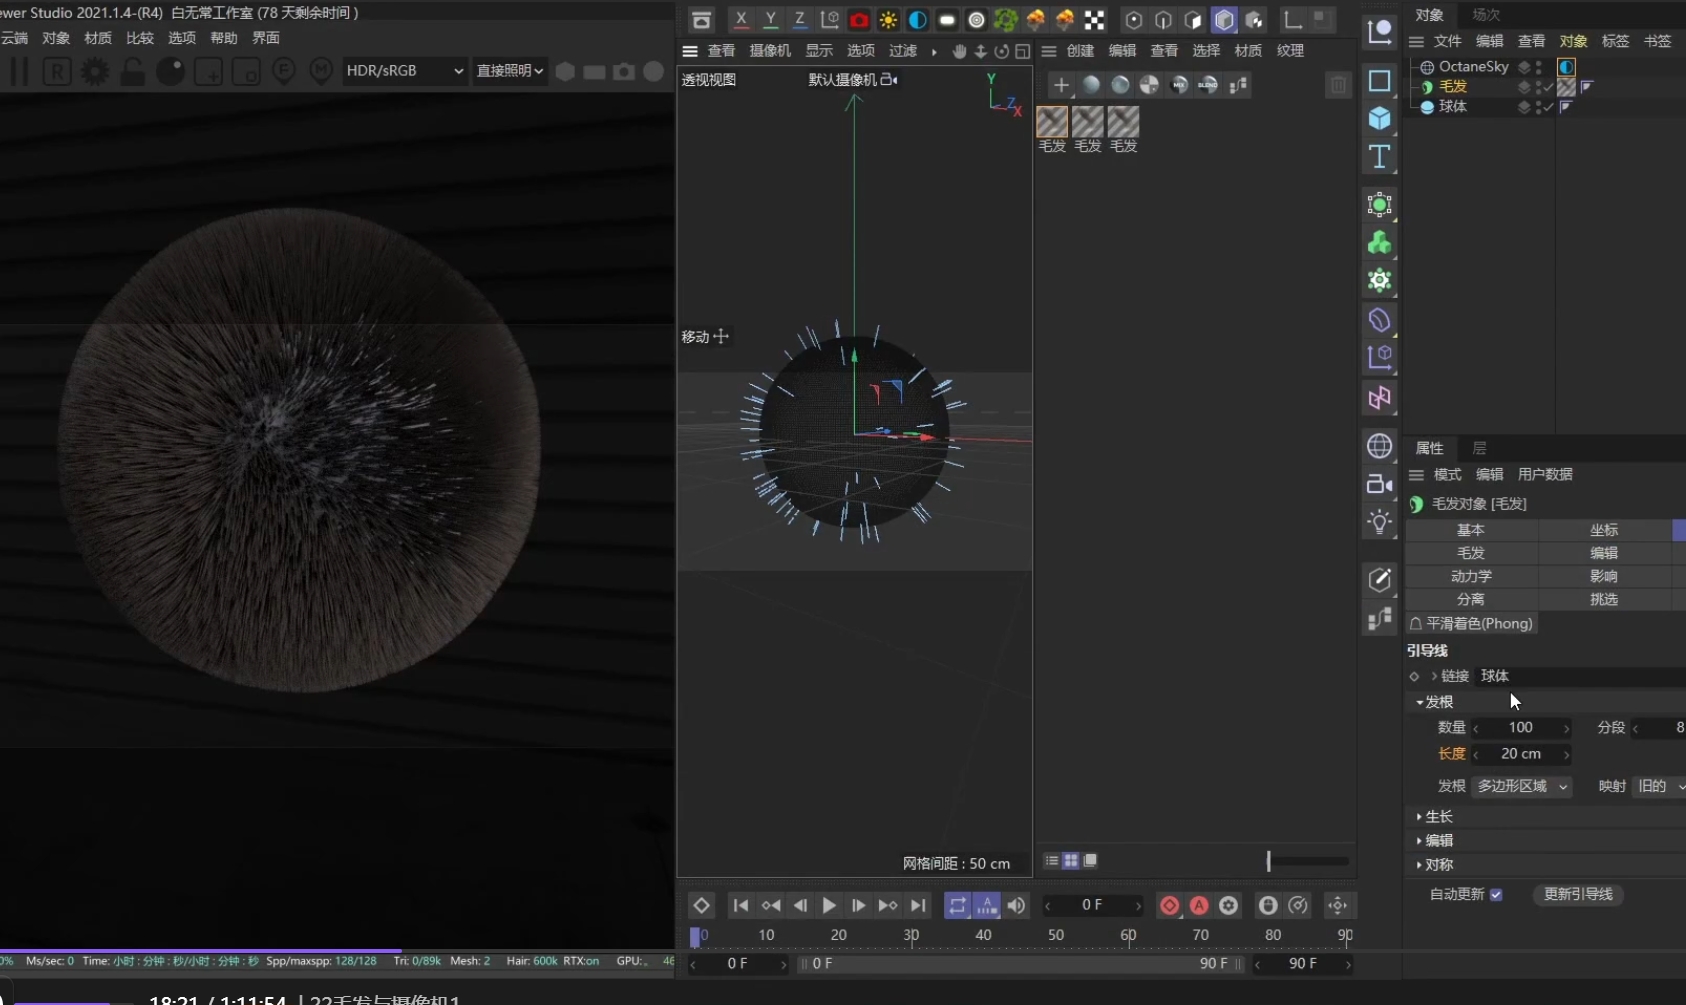 ewer Studio 2021.1.4-(R4) 白无常工作室 (78 天剩余时间 )
云端 对象 材质 比较 选项 帮助 界面
R F M HDR/sRGB 直接照明
X Y Z
查看 摄像机 显示 选项 过滤
透视视图 默认摄像机
Y Z X
移动
网格间距 : 50 cm
创建 编辑 查看 选择 材质 纹理
MIX BLEND
毛发 毛发 毛发
T
对象 场次
文件 编辑 查看 对象 标签 书签
OctaneSky
毛发
球体
属性 层
模式 编辑 用户数据
毛发对象 [毛发]
基本 坐标
毛发 编辑
动力学 影响
分离 挑选
平滑着色(Phong)
引导线
链接 球体
发根
数量 100 分段 8
长度 20 cm
发根 多边形区域 映射 旧的
生长
编辑
对称
自动更新 更新引导线
A 0 F A
0 10 20 30 40 50 60 70 80 90
0 F 0 F 90 F 90 F
0% Ms/sec: 0 Time: 小时 : 分钟 : 秒/小时 : 分钟 : 秒 Spp/maxspp: 128/128 Tri: 0/89k Mesh: 2 Hair: 600k RTX:on GPU: 46
18:21 / 1:11:54 | 22毛发与摄像机1